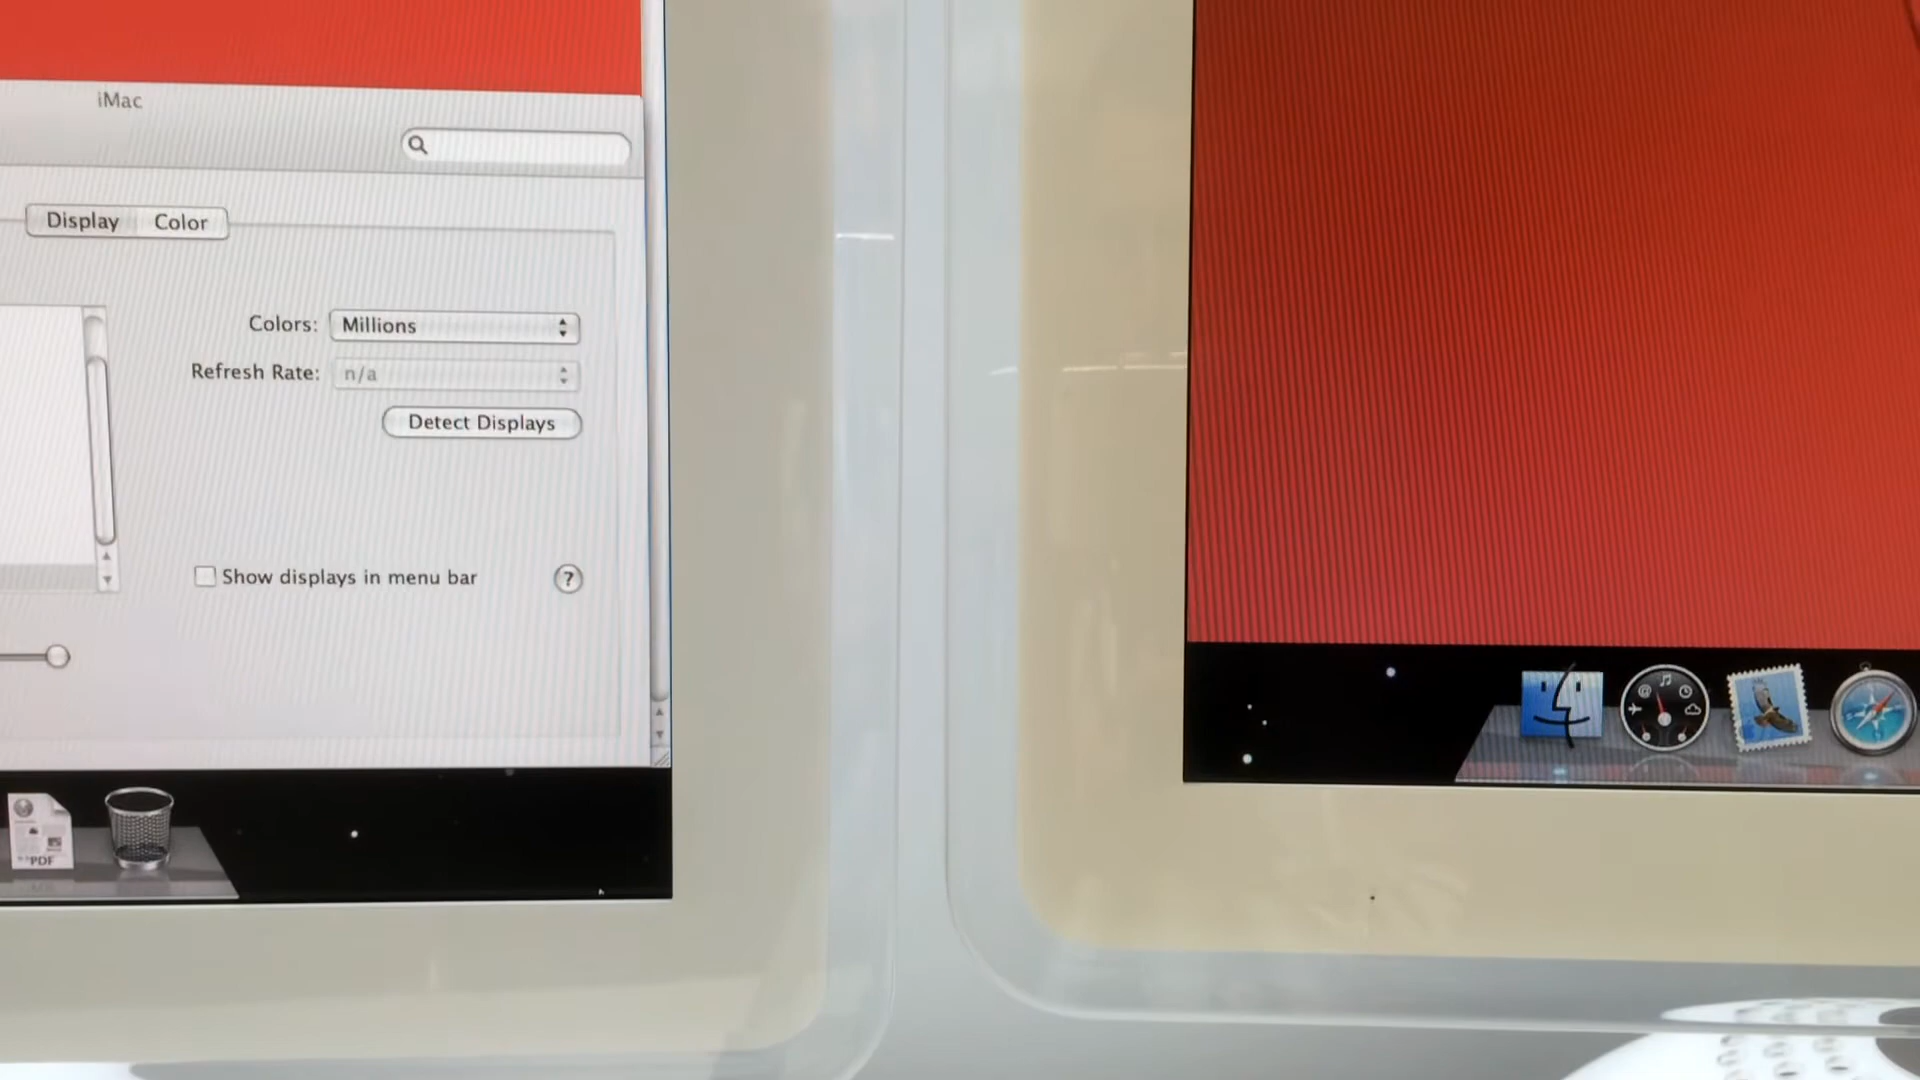 iMac
Display Color
Colors: Millions
Refresh Rate: n/a
Detect Displays
Show displays in menu bar ?
PDF